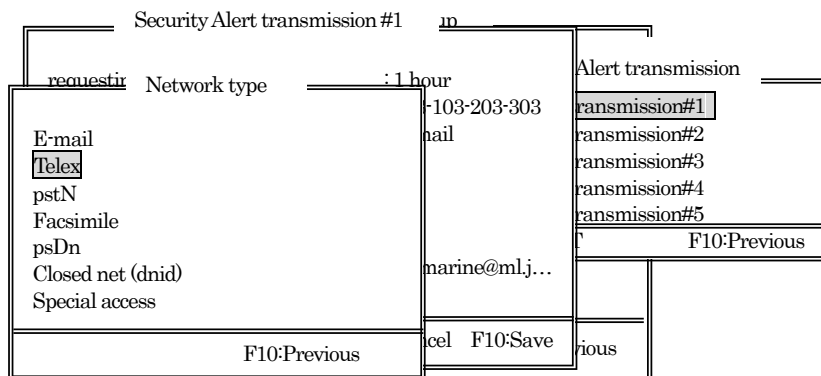 Security Alert transmission #1
up
Network type
: 1 hour
-103-203-303
Alert transmission
ransmission#1
ransmission#2
ransmission#3
ransmission#4
ransmission#5
F10:Previous
E-mail
Telex
pstN
Facsimile
psDn
Closed net (dnid)
Special access
F10:Previous
nail
marine@ml.j…
cel F10:Save
vious